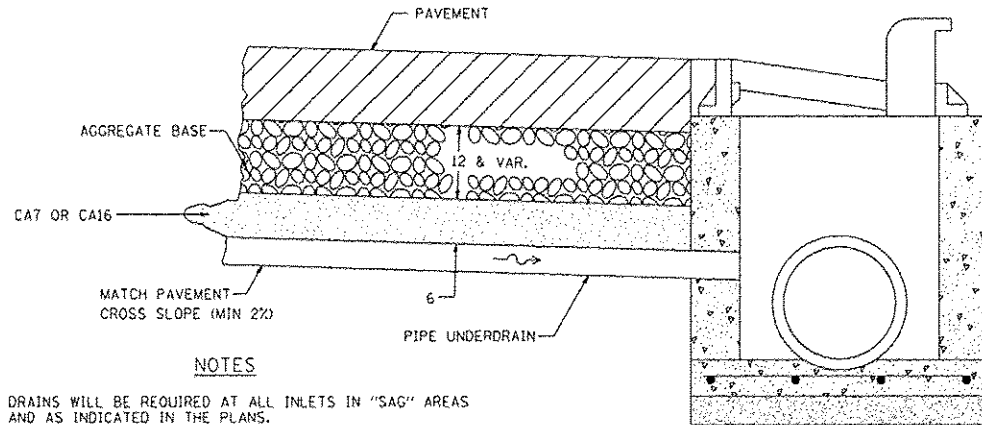 PAVEMENT
AGGREGATE BASE
12 & VAR.
CA7 OR CA16
MATCH PAVEMENT
CROSS SLOPE (MIN 2%)
6
PIPE UNDERDRAIN
NOTES
DRAINS WILL BE REQUIRED AT ALL INLETS IN "SAG" AREAS
AND AS INDICATED IN THE PLANS.